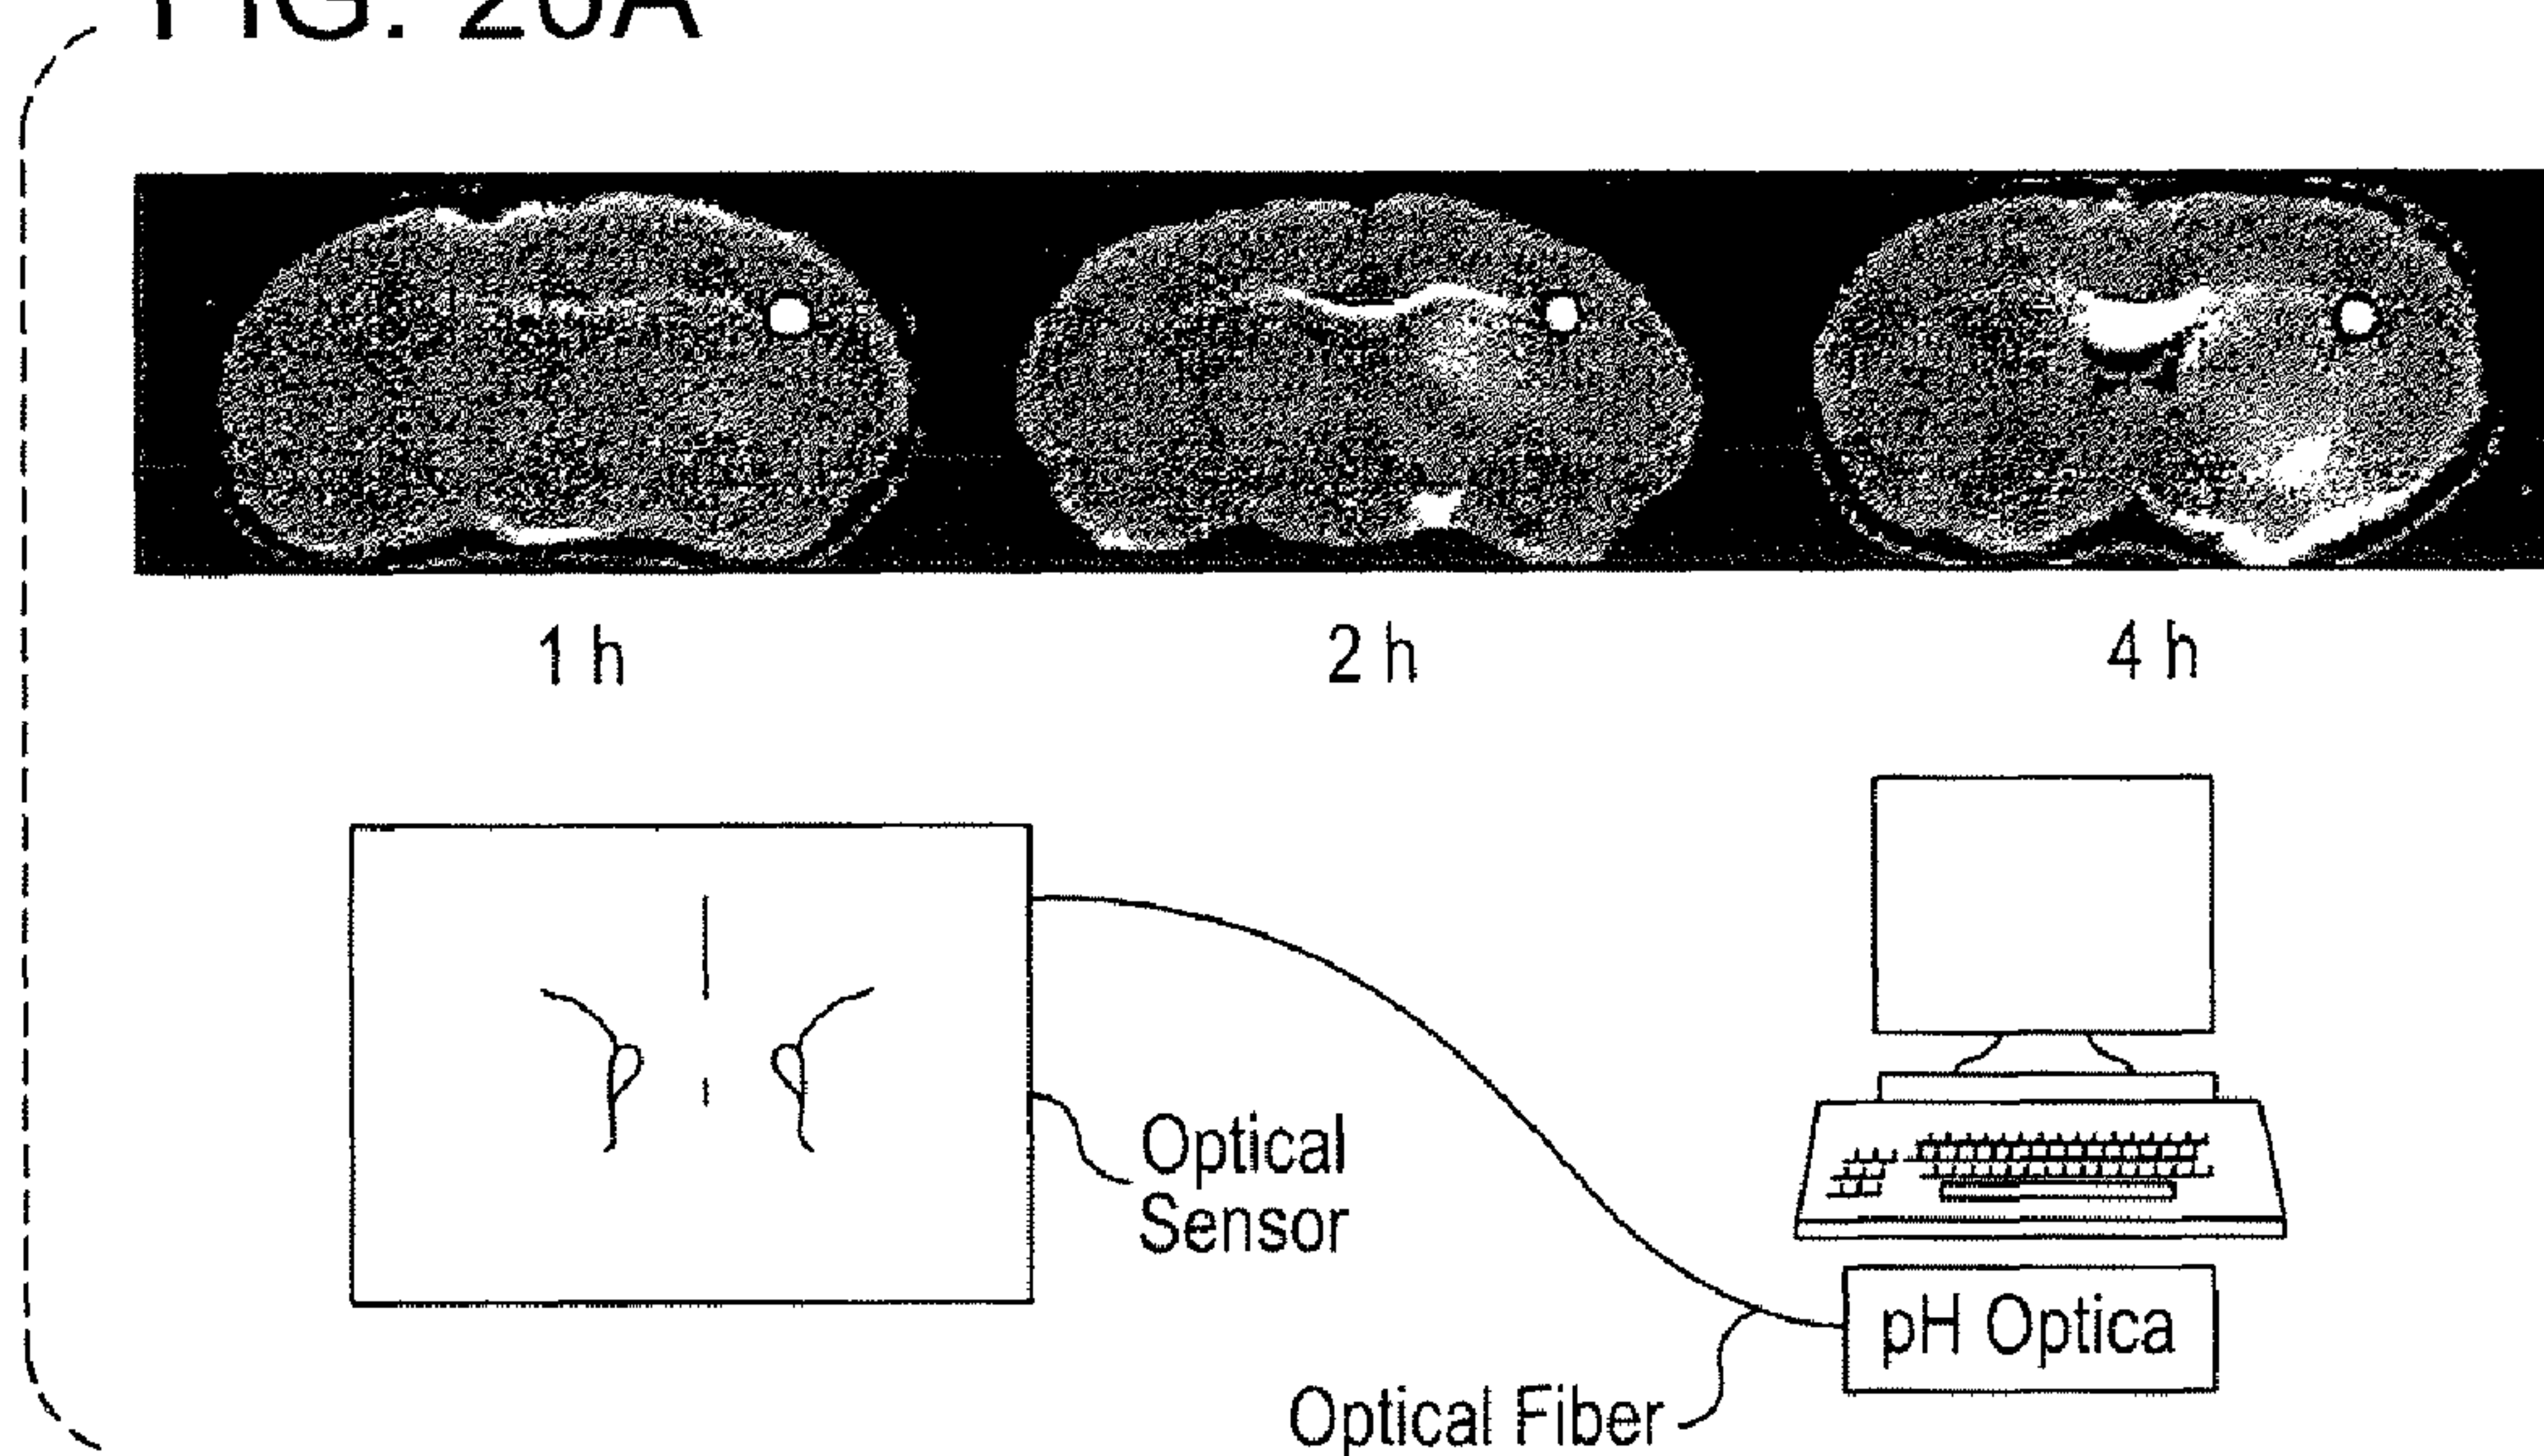 FIG. 20A
1 h
2 h
4 h
Optical
Sensor
pH Optica
Optical Fiber